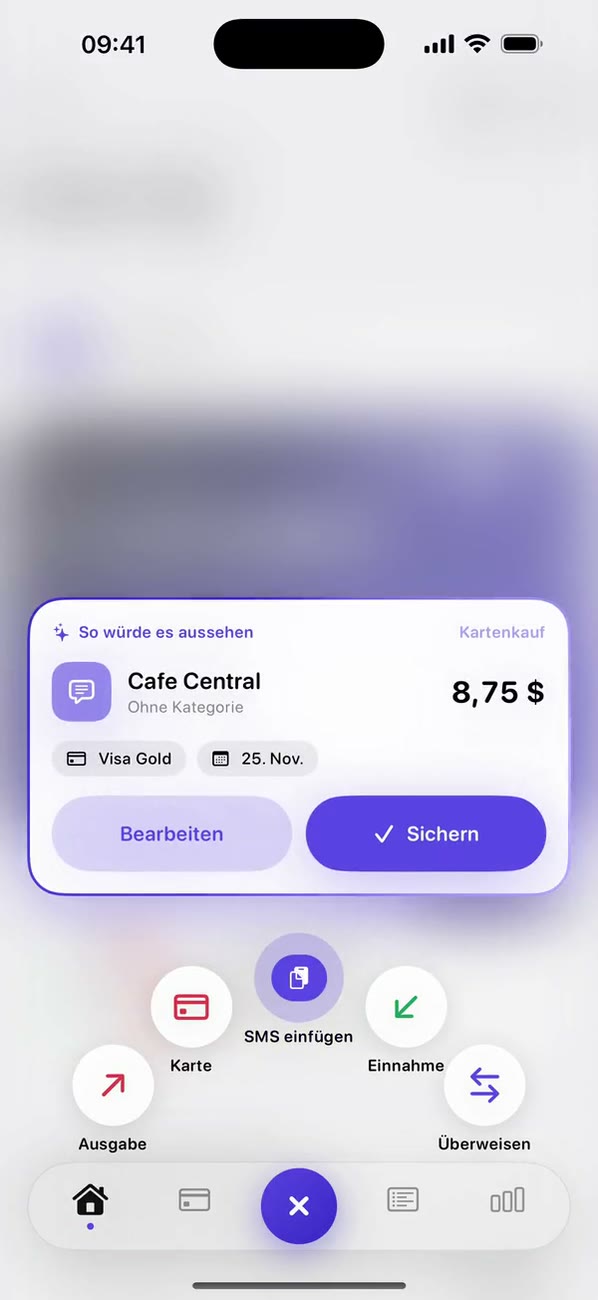 09:41
So würde es aussehen
Kartenkauf
Cafe Central
Ohne Kategorie
8,75 $
Visa Gold
25. Nov.
Bearbeiten
Sichern
SMS einfügen
Karte
Einnahme
Ausgabe
Überweisen